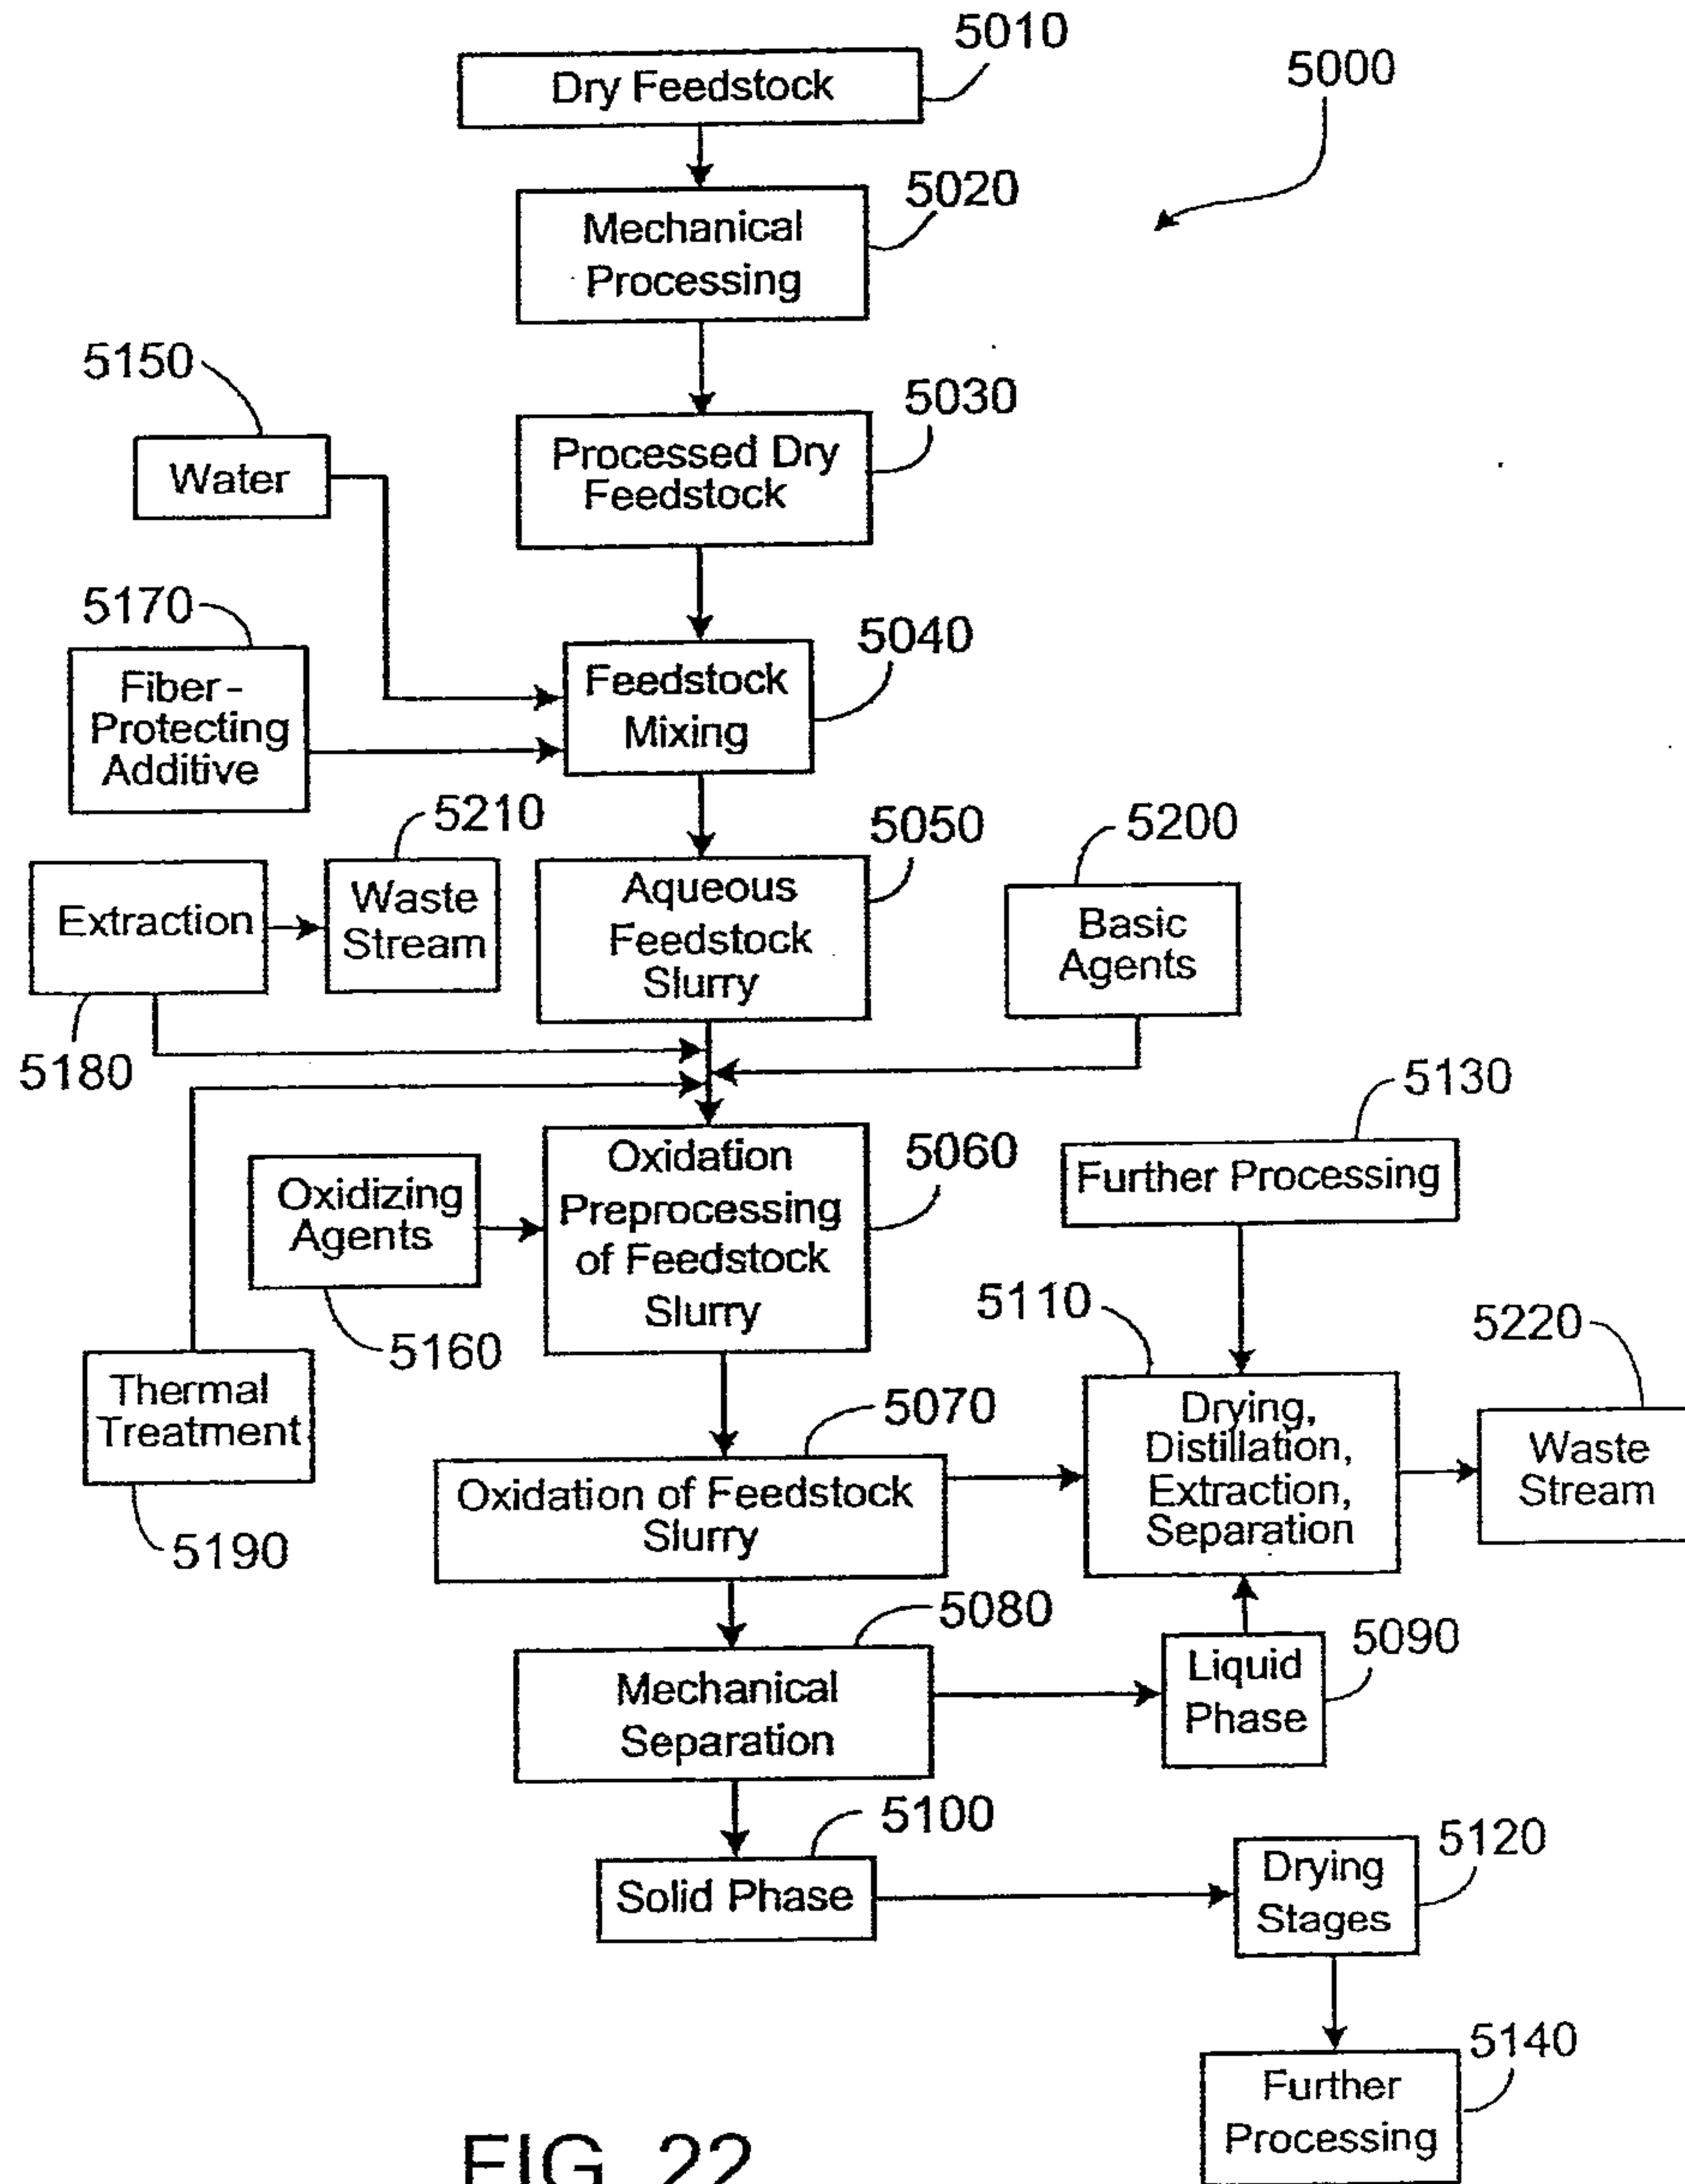 5010
Dry Feedstock
5000
5020
Mechanical
Processing
5150
5030
Water
Processed Dry
Feedstock
5170
5040
Fiber-
Protecting
Additive
Feedstock
Mixing
5210
5050
5200
Extraction
Waste
Stream
Aqueous
Feedstock
Slurry
Basic
Agents
5180
5130
Oxidizing
Agents
Oxidation
Preprocessing
of Feedstock
Slurry
5060
Further Processing
5160
5110
5220
Thermal
Treatment
5070
Drying,
Distillation,
Extraction,
Separation
Waste
Stream
5190
Oxidation of Feedstock
Slurry
5080
5090
Mechanical
Separation
Liquid
Phase
5100
5120
Solid Phase
Drying
Stages
5140
Further
Processing
FIG. 22